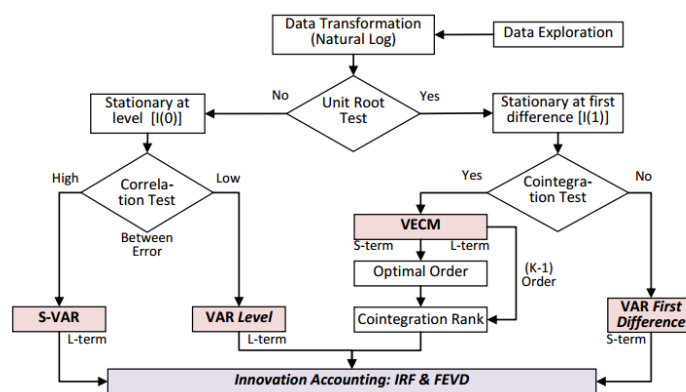 Data Transformation
(Natural Log)
Data Exploration
No
Unit Root
Test
Yes
Stationary at
level [I(0)]
Stationary at first
difference [I(1)]
High
Correla-
tion Test
Low
Between
Error
Yes
Cointegra-
tion Test
No
VECM
S-term
L-term
Optimal Order
(K-1)
Order
Cointegration Rank
S-VAR
L-term
VAR Level
L-term
VAR First
Difference
S-term
Innovation Accounting: IRF & FEVD